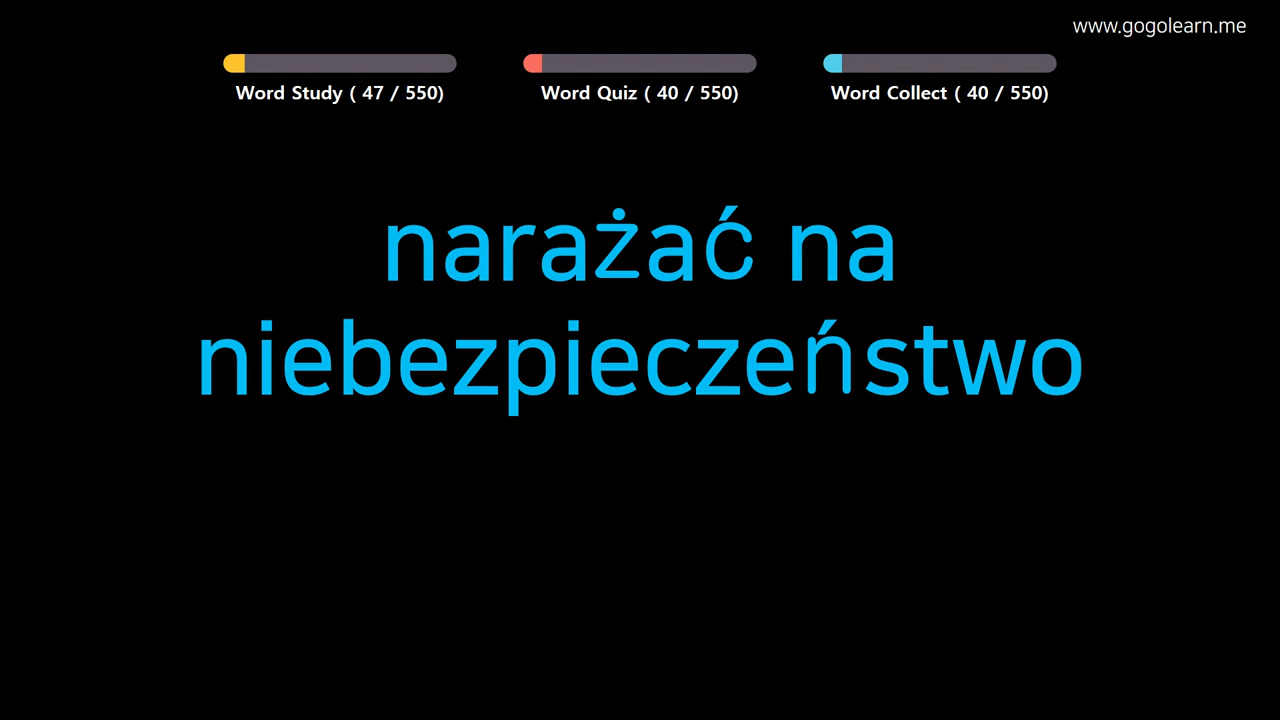 www.gogolearn.me
Word Study ( 47 / 550)
Word Quiz ( 40 / 550)
Word Collect ( 40 / 550)
narażać na
niebezpieczeństwo